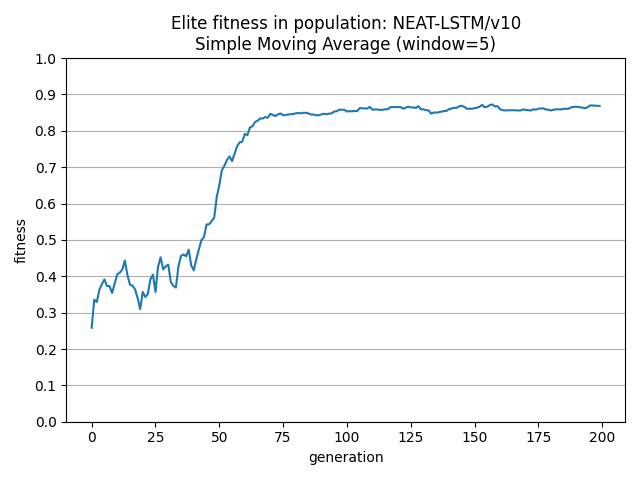 Elite fitness in population: NEAT-LSTM/v10
Simple Moving Average (window=5)
1.0
0.9
0.8
0.7
0.6
0.5
0.4
0.3
0.2
0.1
0.0
fitness
0 25 50 75 100 125 150 175 200
generation